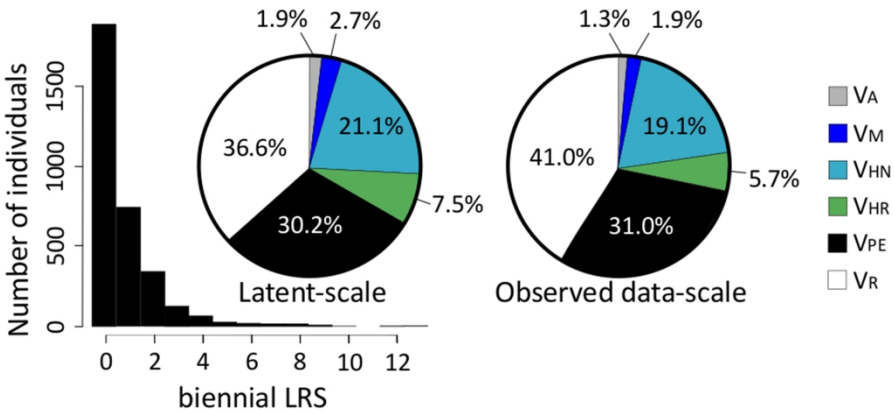 Number of individuals
1500
1000
500
0
0 2 4 6 8 10 12
biennial LRS
1.9% 2.7%
21.1%
7.5%
30.2%
36.6%
Latent-scale
1.3% 1.9%
19.1%
5.7%
31.0%
41.0%
Observed data-scale
VA
VM
VHN
VHR
VPE
VR